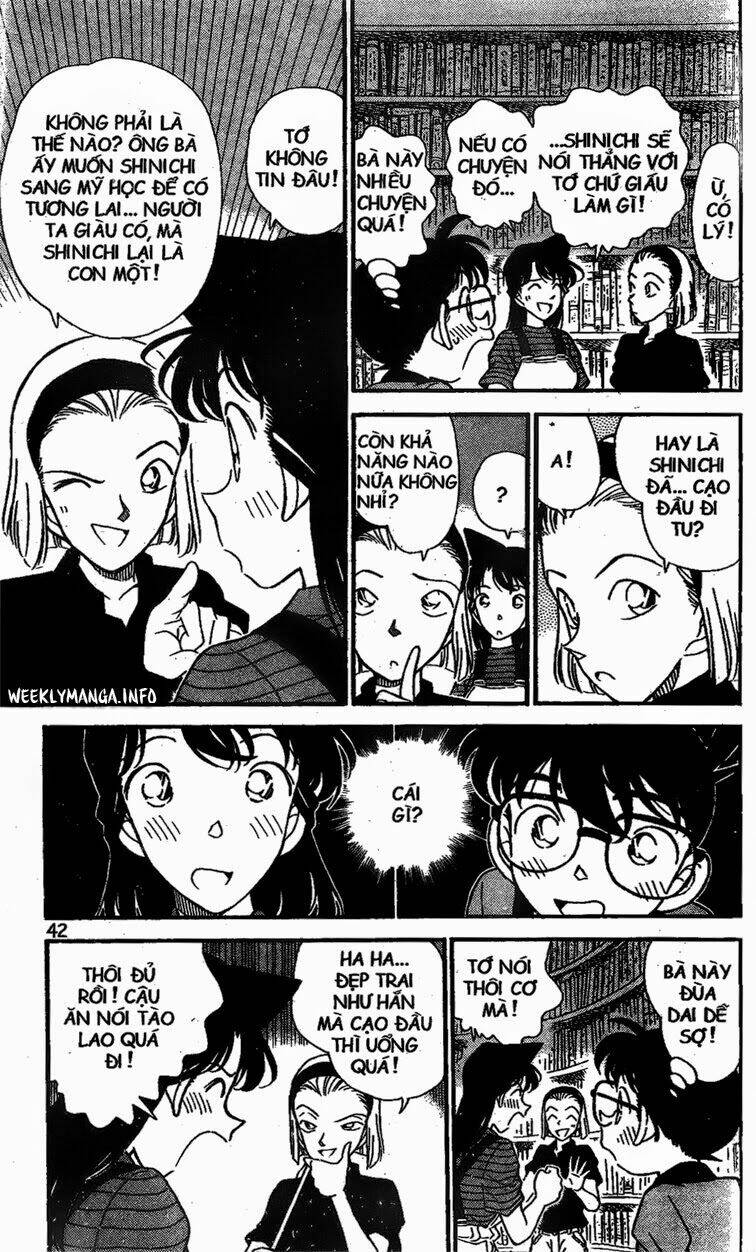 KHÔNG PHẢI LÀ
THẾ NÀO? ÔNG BÀ
ẤY MUỐN SHINICHI
SANG MỸ HỌC ĐỂ CÓ
TƯƠNG LAI... NGƯỜI
TA GIÀU CÓ, MÀ
SHINICHI LẠI LÀ
CON MỘT!
TỚ
KHÔNG
TIN ĐÂU!
BÀ NÀY
NHIỀU
CHUYỆN
QUÁ!
NẾU CÓ
CHUYỆN
ĐÓ...
...SHINICHI SẼ
NÓI THẲNG VỚI
TỚ CHỨ GIẤU
LÀM GÌ!
Ừ,
CÓ
LÝ!
CÒN KHẢ
NĂNG NÀO
NỮA KHÔNG
NHỈ?
?
A!
HAY LÀ
SHINICHI
ĐÃ... CẠO
ĐẦU ĐI
TU?
WEEKLYMANGA.INFO
CÁI
GÌ?
42
THÔI ĐỦ
RỒI! CẬU
ĂN NÓI TÀO
LAO QUÁ
ĐI!
HA HA...
ĐẸP TRAI
NHƯ HẮN
MÀ CẠO ĐẦU
THÌ UỔNG
QUÁ!
TỚ NÓI
THÔI CƠ
MÀ!
BÀ NÀY
ĐÙA
DAI DỄ
SỢ!